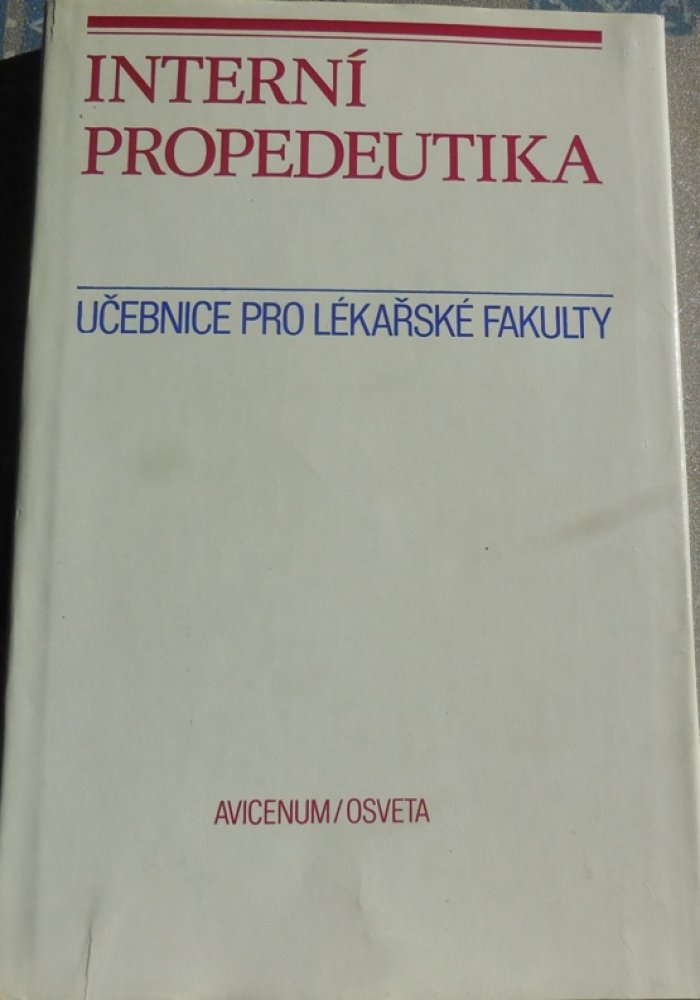 INTERNÍ
PROPEDEUTIKA
UČEBNICE PRO LÉKAŘSKÉ FAKULTY
AVICENUM/OSVETA